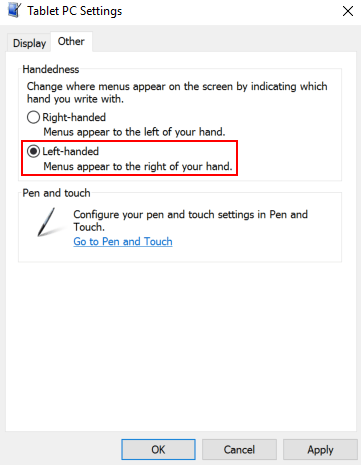 Tablet PC Settings
Display
Other
Handedness
Change where menus appear on the screen by indicating which
hand you write with.
Right-handed
Menus appear to the left of your hand.
Left-handed
Menus appear to the right of your hand.
Pen and touch
Configure your pen and touch settings in Pen and
Touch.
Go to Pen and Touch
OK
Cancel
Apply